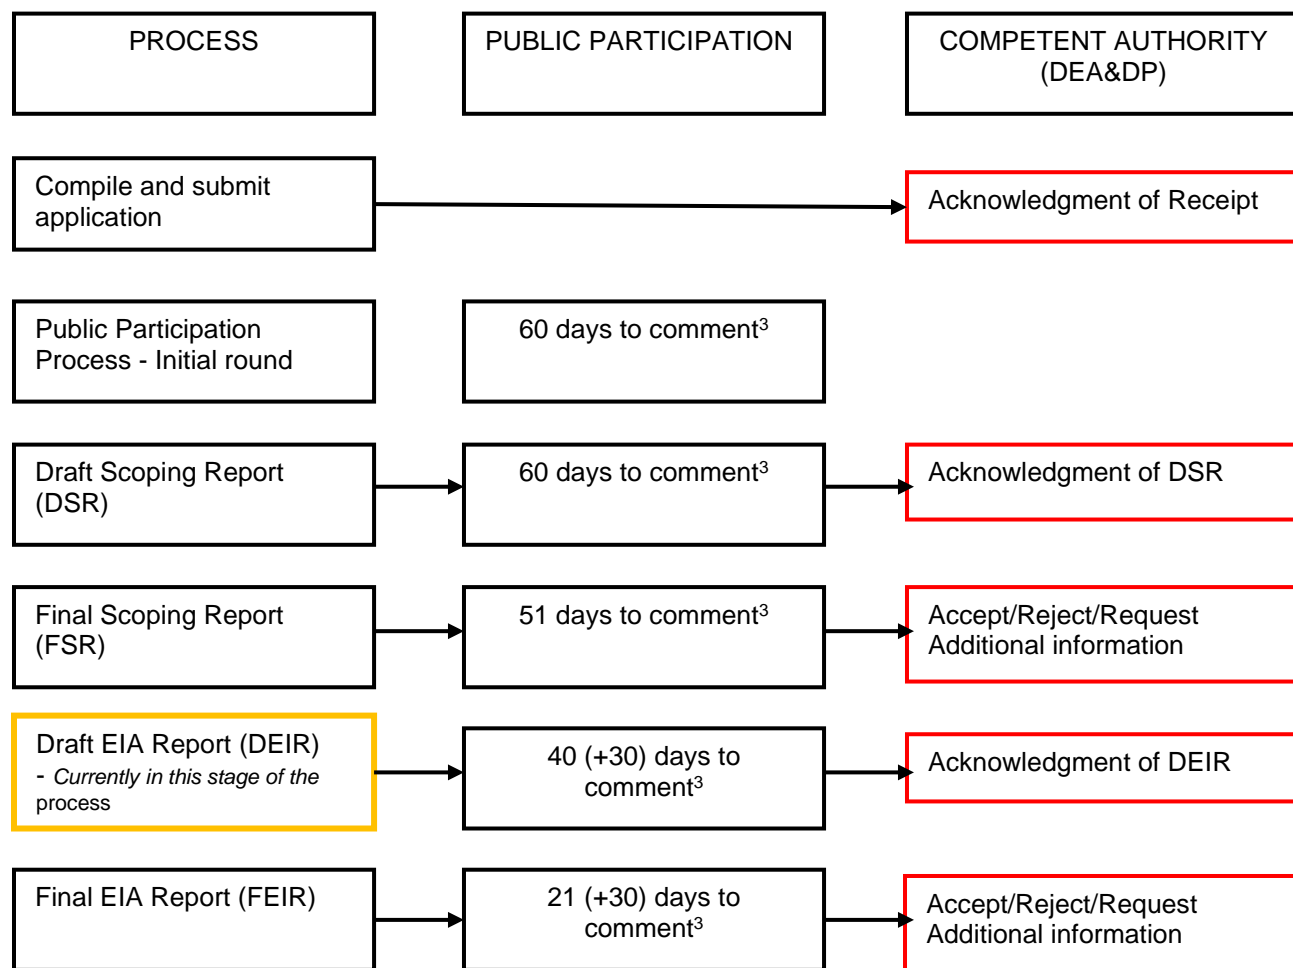 PROCESS
PUBLIC PARTICIPATION
COMPETENT AUTHORITY
(DEA&DP)
Compile and submit
application
Acknowledgment of Receipt
Public Participation
Process - Initial round
60 days to comment³
Draft Scoping Report
(DSR)
60 days to comment³
Acknowledgment of DSR
Final Scoping Report
(FSR)
51 days to comment³
Accept/Reject/Request
Additional information
Draft EIA Report (DEIR)
- Currently in this stage of the
process
40 (+30) days to
comment³
Acknowledgment of DEIR
Final EIA Report (FEIR)
21 (+30) days to
comment³
Accept/Reject/Request
Additional information